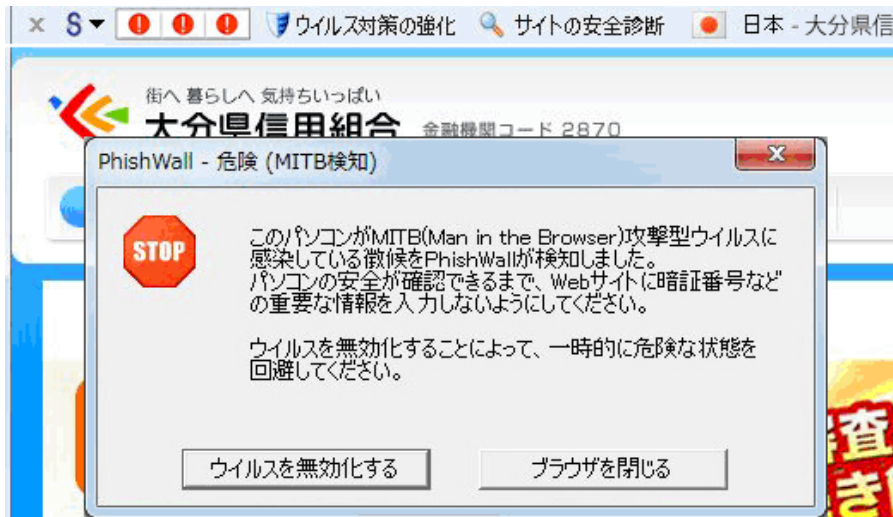 x S ウイルス対策の強化 サイトの安全診断 日本 - 大分県信
街へ 暮らしへ 気持ちいっぱい
大分県信用組合 金融機関コード 2870
PhishWall - 危険 (MITB検知)
STOP
このパソコンがMITB(Man in the Browser)攻撃型ウイルスに
感染している徴候をPhishWallが検知しました。
パソコンの安全が確認できるまで、Webサイトに暗証番号など
の重要な情報を入力しないようにしてください。
ウイルスを無効化することによって、一時的に危険な状態を
回避してください。
ウイルスを無効化する ブラウザを閉じる
査
き